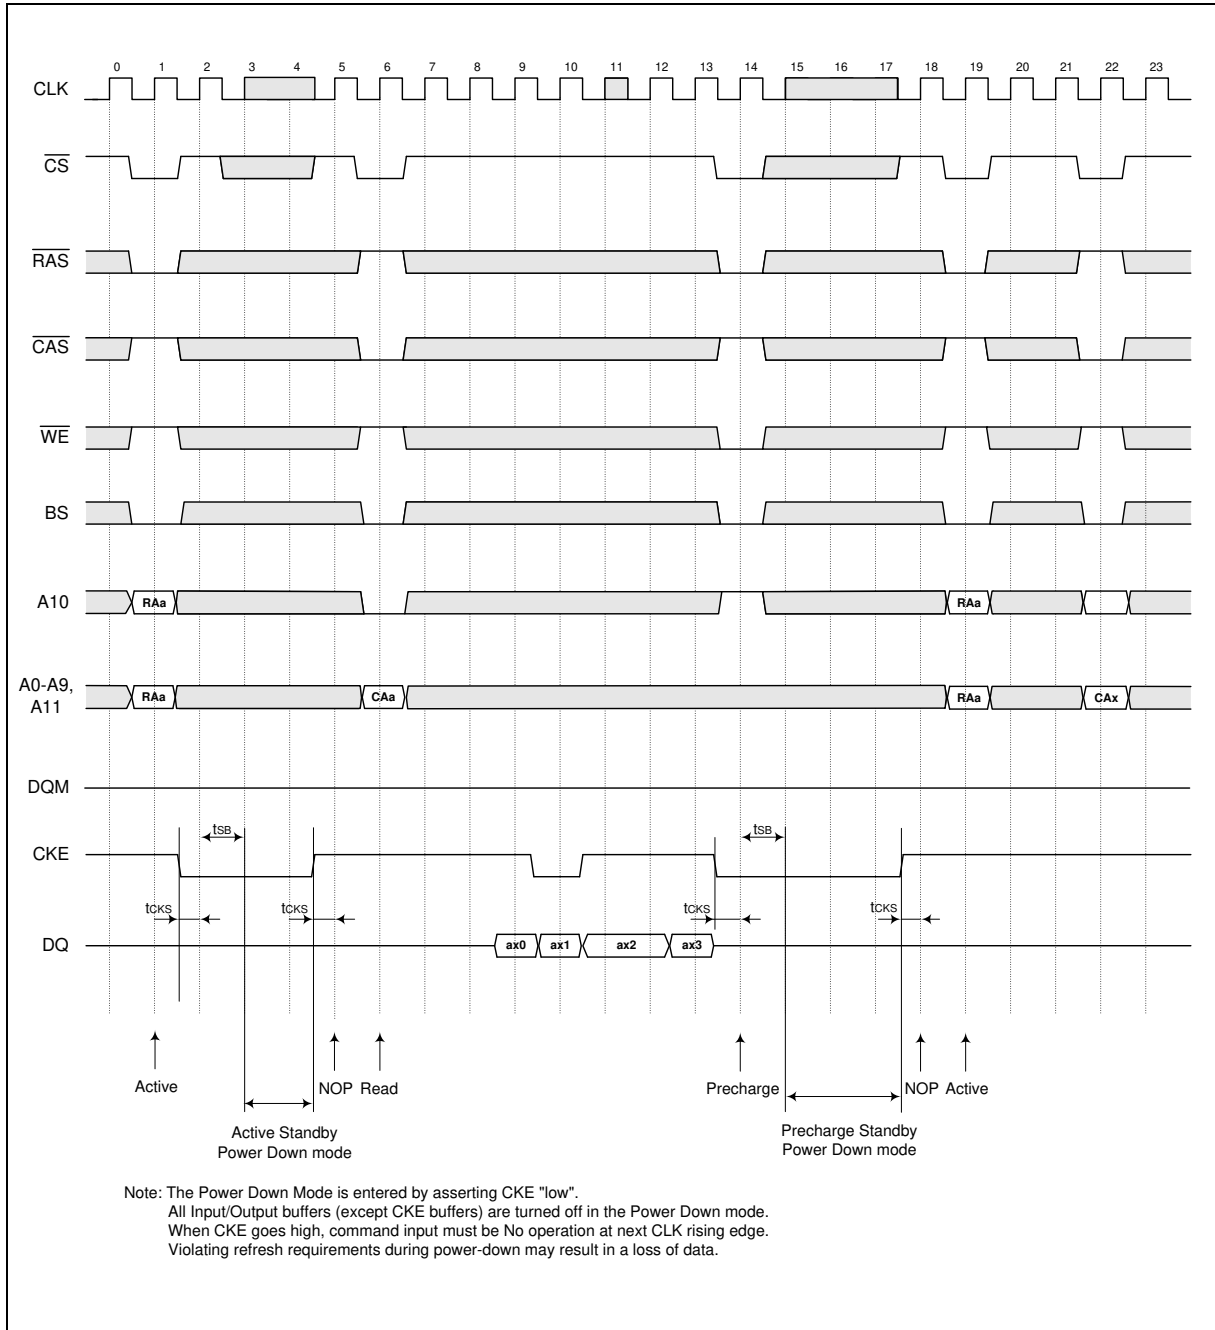 0 1 2 3 4 5 6 7 8 9 10 11 12 13 14 15 16 17 18 19 20 21 22 23
CLK
CS
RAS
CAS
WE
BS
A10 RAa RAa
A0-A9,
A11
RAa CAa RAa CAx
DQM
tSB tSB
CKE
tCKS tCKS tCKS tCKS
DQ ax0 ax1 ax2 ax3
Active NOP Read Precharge NOP Active
Active Standby
Power Down mode
Precharge Standby
Power Down mode
Note: The Power Down Mode is entered by asserting CKE "low".
All Input/Output buffers (except CKE buffers) are turned off in the Power Down mode.
When CKE goes high, command input must be No operation at next CLK rising edge.
Violating refresh requirements during power-down may result in a loss of data.